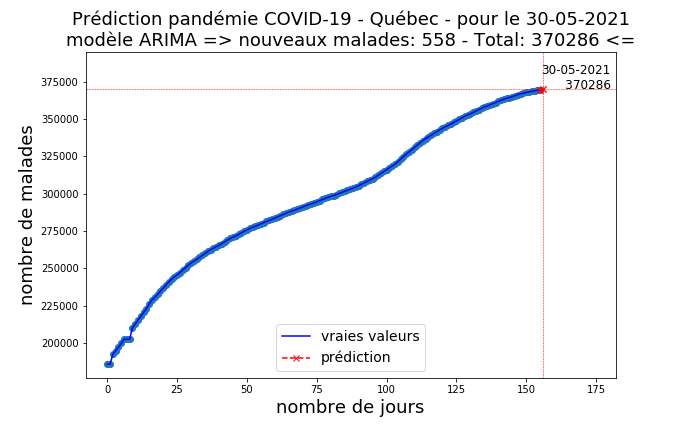 Prédiction pandémie COVID-19 - Québec - pour le 30-05-2021
modèle ARIMA => nouveaux malades: 558 - Total: 370286 <=
30-05-2021
370286
nombre de malades
375000
350000
325000
300000
275000
250000
225000
200000
vraies valeurs
prédiction
0 25 50 75 100 125 150 175
nombre de jours